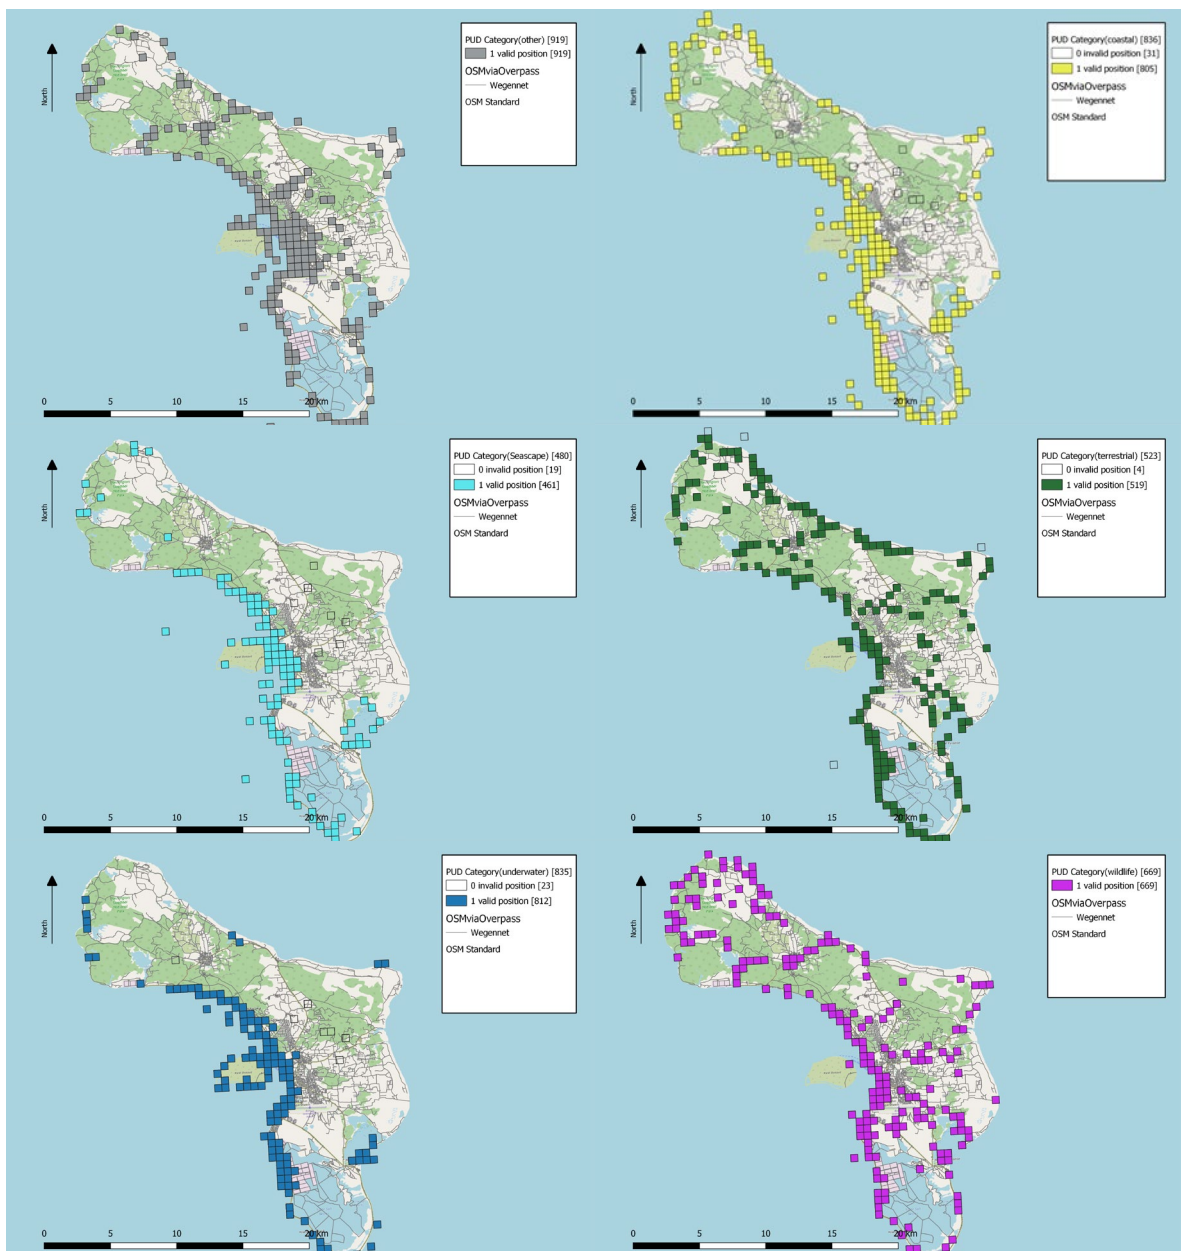 PUD Category(other) [919]
1 valid position [919]
OSMviaOverpass
Wegennet
OSM Standard
North
0 5 10 15 20 km
PUD Category(coastal) [836]
0 invalid position [31]
1 valid position [805]
OSMviaOverpass
Wegennet
OSM Standard
North
0 5 10 15 20 km
PUD Category(Seascape) [480]
0 invalid position [19]
1 valid position [461]
OSMviaOverpass
Wegennet
OSM Standard
North
0 5 10 15 20 km
PUD Category(terrestrial) [523]
0 invalid position [4]
1 valid position [519]
OSMviaOverpass
Wegennet
OSM Standard
North
0 5 10 15 20 km
PUD Category(underwater) [835]
0 invalid position [23]
1 valid position [812]
OSMviaOverpass
Wegennet
OSM Standard
North
0 5 10 15 20 km
PUD Category(wildlife) [669]
1 valid position [669]
OSMviaOverpass
Wegennet
OSM Standard
North
0 5 10 15 20 km